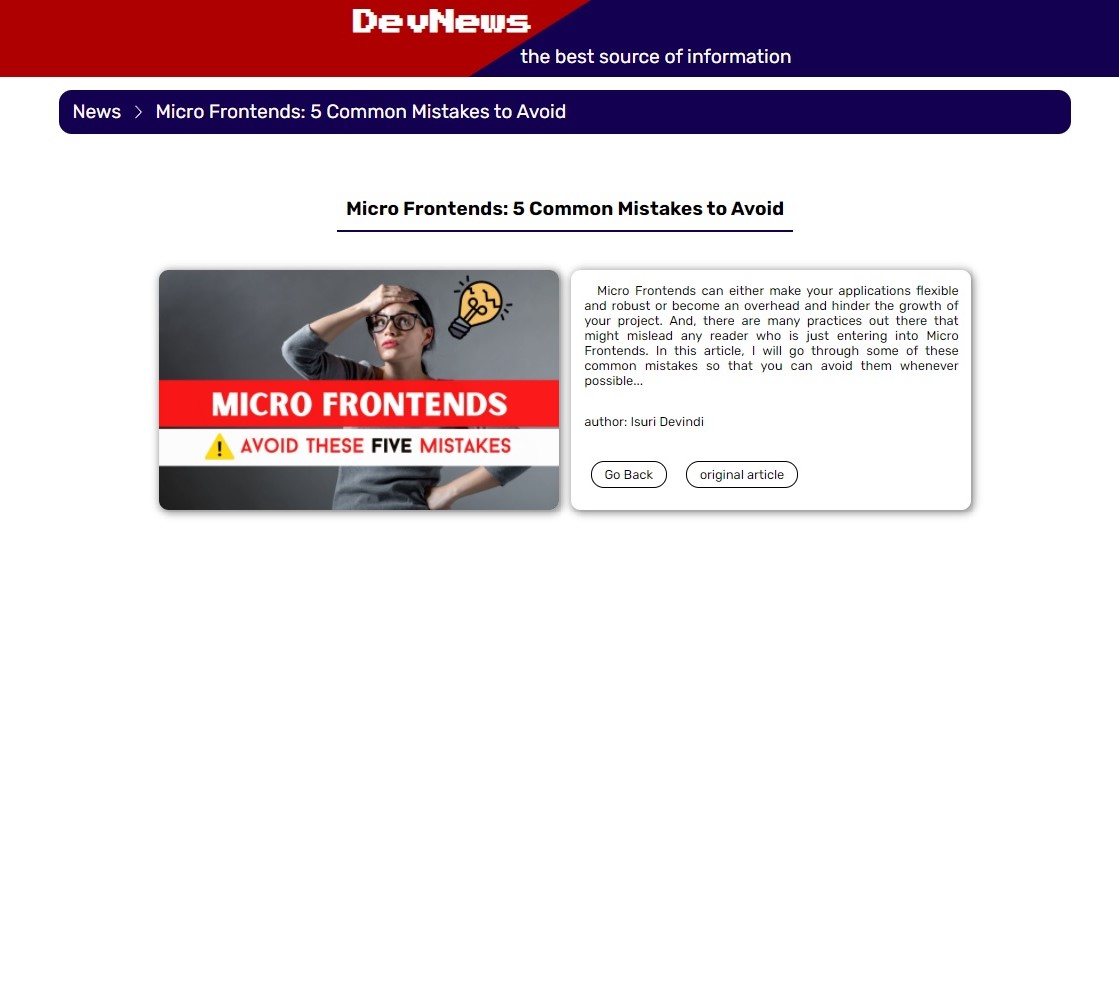 DevNews
the best source of information
News > Micro Frontends: 5 Common Mistakes to Avoid
Micro Frontends: 5 Common Mistakes to Avoid
MICRO FRONTENDS
AVOID THESE FIVE MISTAKES
Micro Frontends can either make your applications flexible
and robust or become an overhead and hinder the growth of
your project. And, there are many practices out there that
might mislead any reader who is just entering into Micro
Frontends. In this article, I will go through some of these
common mistakes so that you can avoid them whenever
possible...
author: Isuri Devindi
Go Back
original article